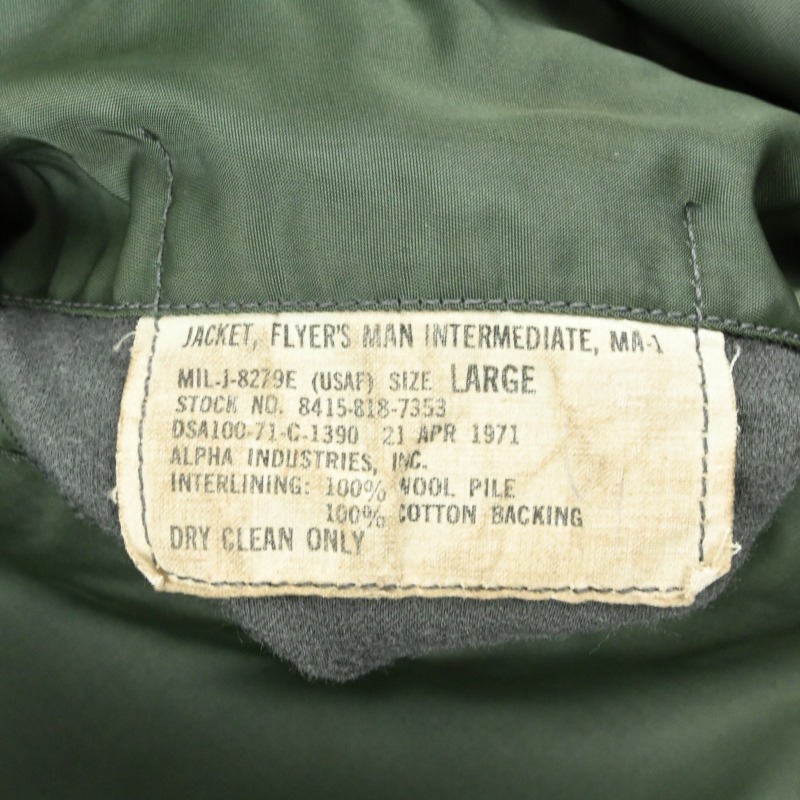 JACKET, FLYER'S MAN INTERMEDIATE, MA-1
MIL-J-8279E (USAF) SIZE LARGE
STOCK NO. 8415-818-7353
DSA100-71-C-1390 21 APR 1971
ALPHA INDUSTRIES, INC.
INTERLINING: 100% WOOL PILE
100% COTTON BACKING
DRY CLEAN ONLY